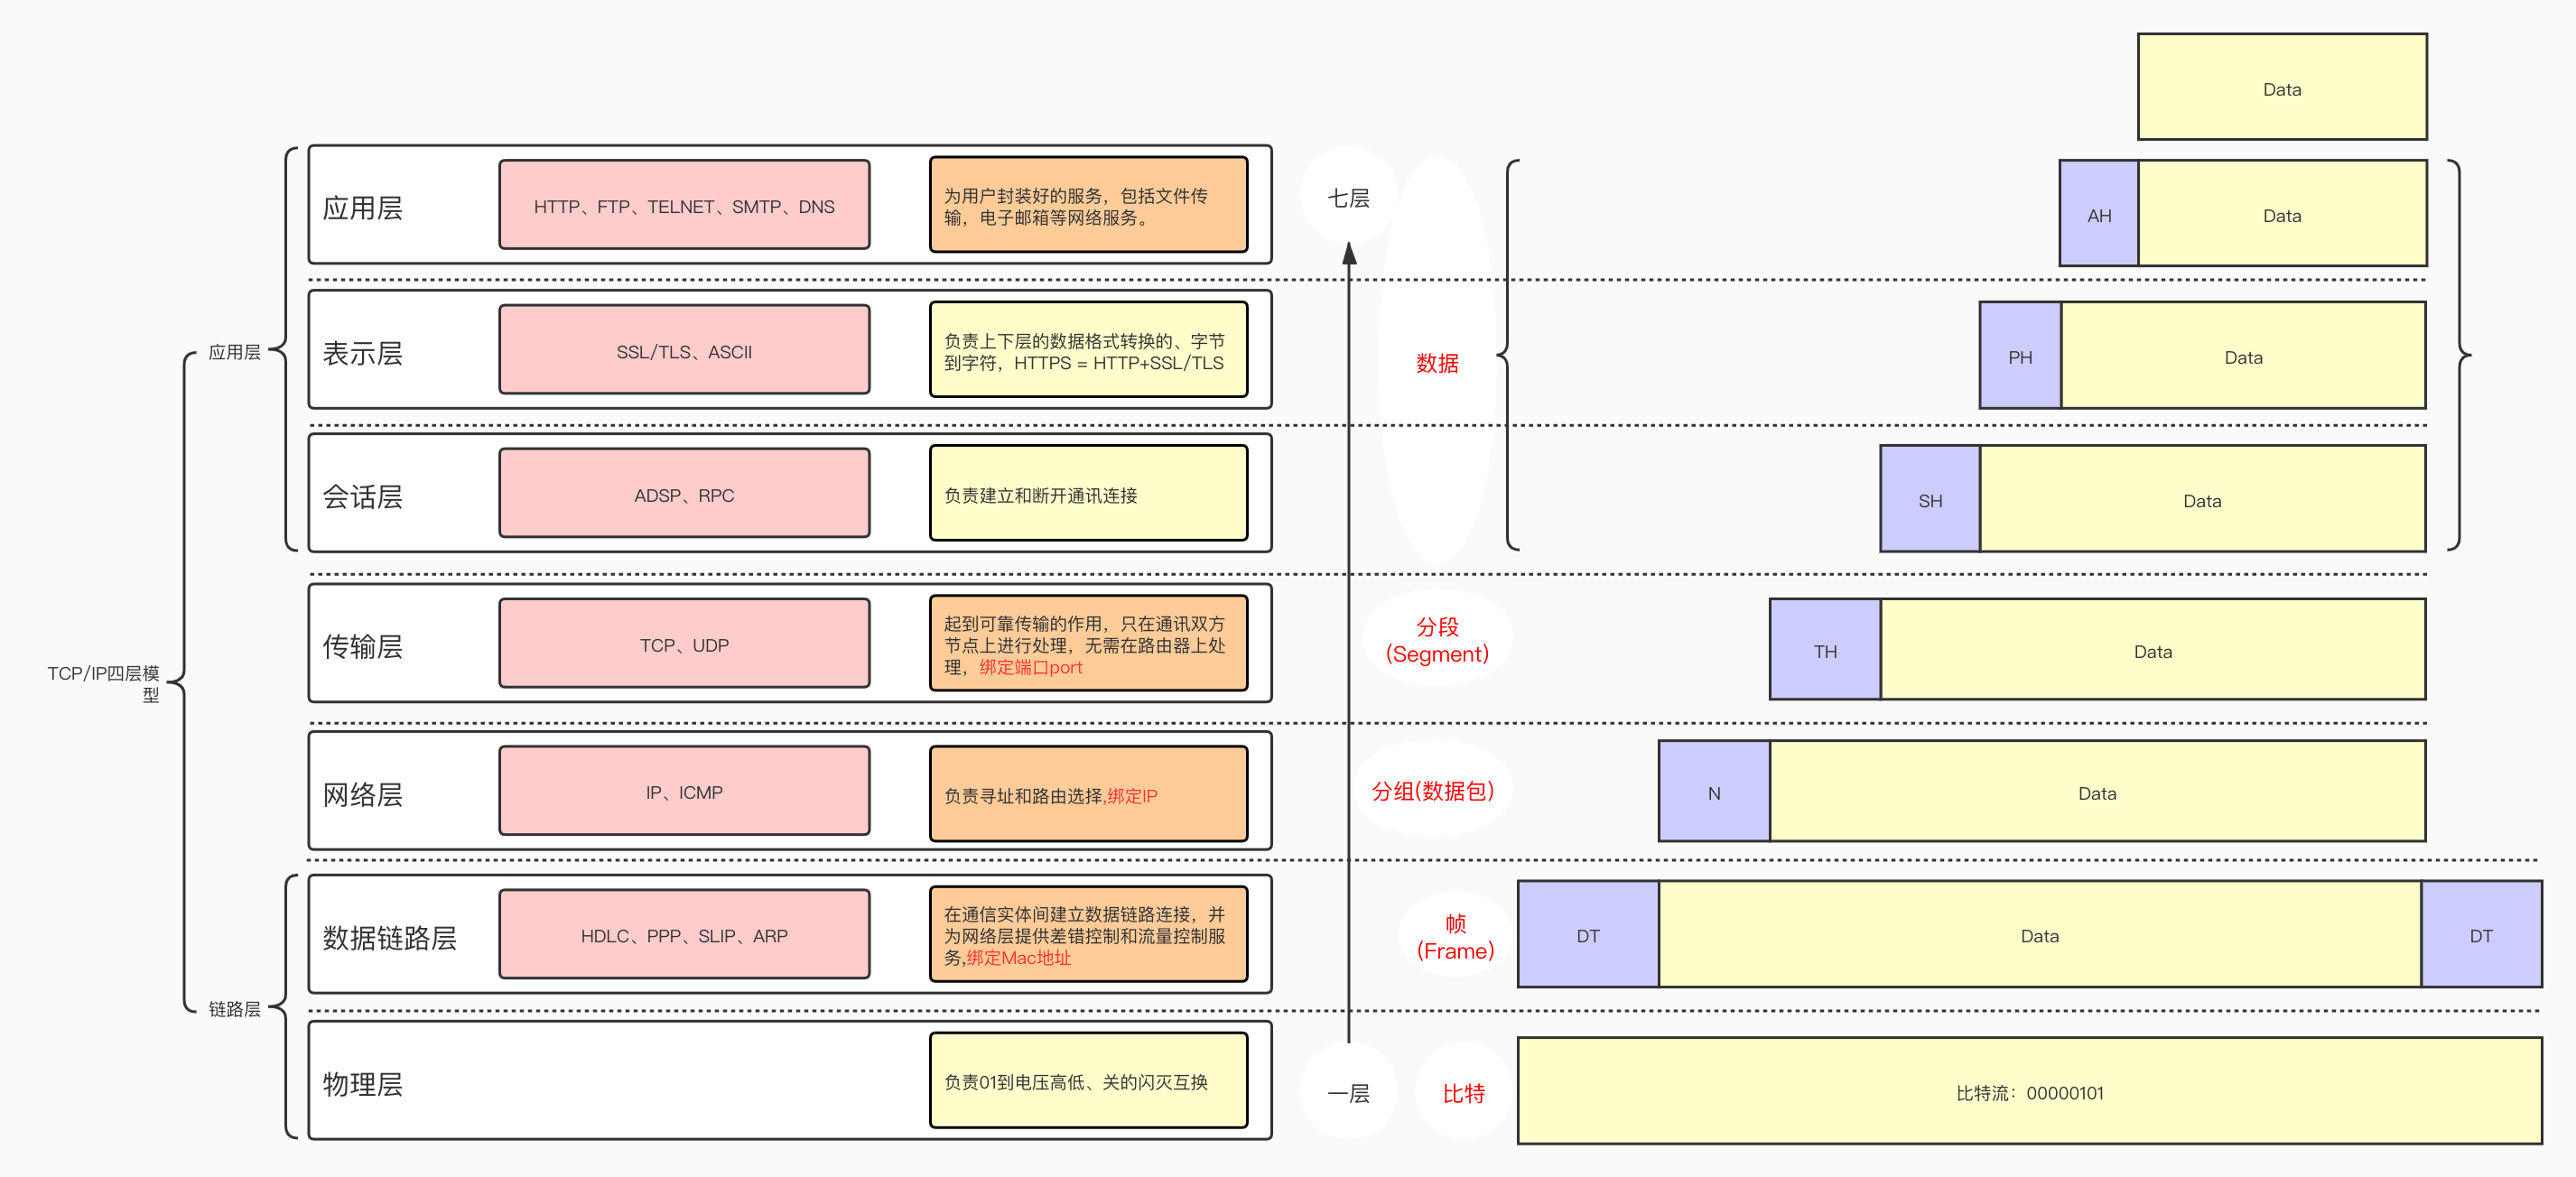 Data
应用层
HTTP、FTP、TELNET、SMTP、DNS
为用户封装好的服务，包括文件传
输，电子邮箱等网络服务。
七层
AH
Data
应用层
表示层
SSL/TLS、ASCII
负责上下层的数据格式转换的、字节
到字符，HTTPS = HTTP+SSL/TLS
数据
PH
Data
会话层
ADSP、RPC
负责建立和断开通讯连接
SH
Data
TCP/IP四层模
型
传输层
TCP、UDP
起到可靠传输的作用，只在通讯双方
节点上进行处理，无需在路由器上处
理，绑定端口port
分段
(Segment)
TH
Data
网络层
IP、ICMP
负责寻址和路由选择,绑定IP
分组(数据包)
N
Data
链路层
数据链路层
HDLC、PPP、SLIP、ARP
在通信实体间建立数据链路连接，并
为网络层提供差错控制和流量控制服
务,绑定Mac地址
帧
(Frame)
DT
Data
DT
物理层
负责01到电压高低、关的闪灭互换
一层
比特
比特流：00000101